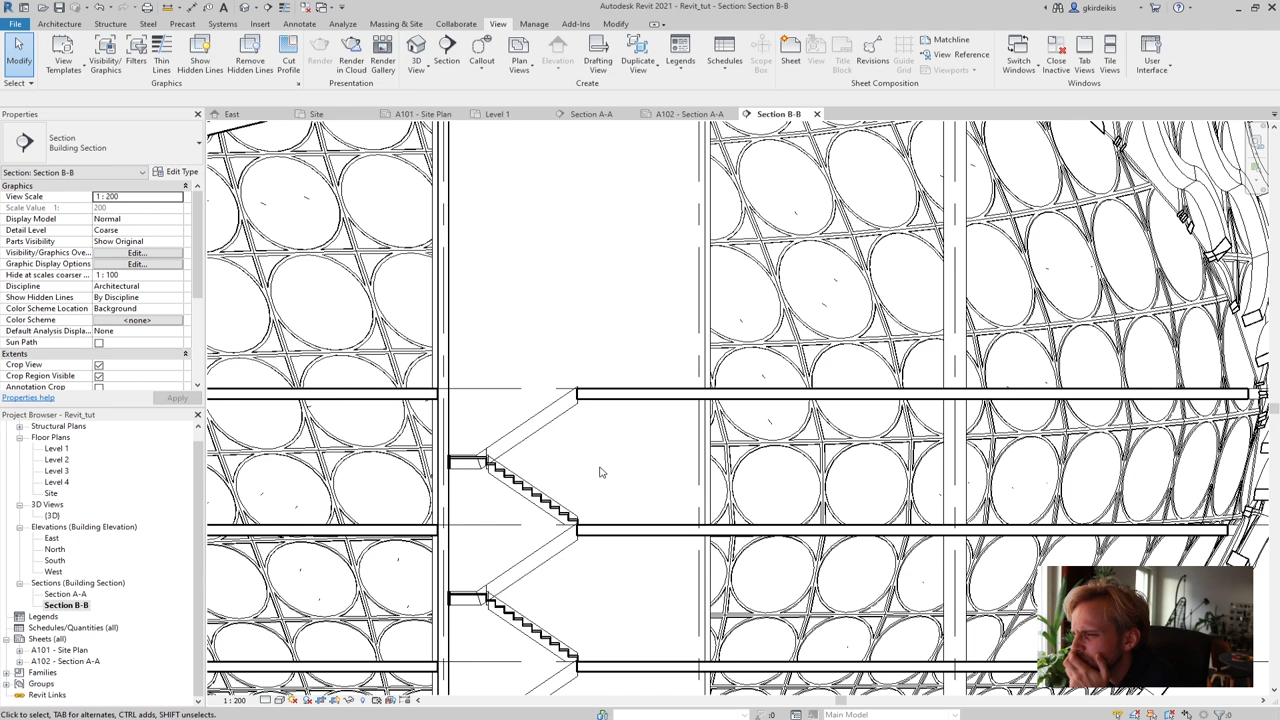 Autodesk Revit 2021 - Revit_tut - Section: Section B-B
gkirdeikis
File Architecture Structure Steel Precast Systems Insert Annotate Analyze Massing & Site Collaborate View Manage Add-Ins Modify
Modify
View Templates
Visibility/ Graphics
Filters
Thin Lines
Show Hidden Lines
Remove Hidden Lines
Cut Profile
Render
Render in Cloud
Render Gallery
3D View
Section
Callout
Plan Views
Elevation
Drafting View
Duplicate View
Legends
Schedules
Scope Box
Sheet
View
Title Block
Revisions
Guide Grid
Matchline
View Reference
Viewports
Switch Windows
Close Inactive
Tab Views
Tile Views
User Interface
Select Graphics Presentation Create Sheet Composition Windows
Properties
East Site A101 - Site Plan Level 1 Section A-A A102 - Section A-A Section B-B
Section
Building Section
Section: Section B-B Edit Type
Graphics
View Scale 1 : 200
Scale Value 1: 200
Display Model Normal
Detail Level Coarse
Parts Visibility Show Original
Visibility/Graphics Ove... Edit...
Graphic Display Options Edit...
Hide at scales coarser ... 1 : 100
Discipline Architectural
Show Hidden Lines By Discipline
Color Scheme Location Background
Color Scheme <none>
Default Analysis Displa... None
Sun Path
Extents
Crop View
Crop Region Visible
Annotation Crop
Properties help Apply
Project Browser - Revit_tut
Structural Plans
Floor Plans
Level 1
Level 2
Level 3
Level 4
Site
3D Views
{3D}
Elevations (Building Elevation)
East
North
South
West
Sections (Building Section)
Section A-A
Section B-B
Legends
Schedules/Quantities (all)
Sheets (all)
A101 - Site Plan
A102 - Section A-A
Families
Groups
Revit Links
1 : 200
Click to select, TAB for alternates, CTRL adds, SHIFT unselects. :0 Main Model :0